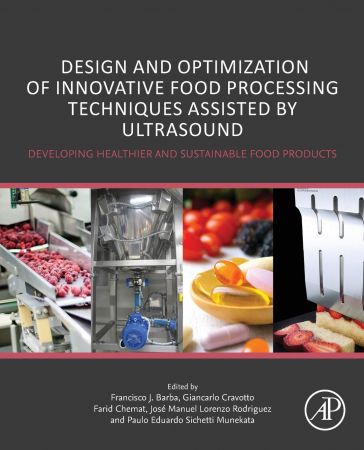 DESIGN AND OPTIMIZATION
OF INNOVATIVE FOOD PROCESSING
TECHNIQUES ASSISTED BY
ULTRASOUND
DEVELOPING HEALTHIER AND SUSTAINABLE FOOD PRODUCTS
Edited by
Francisco J. Barba, Giancarlo Cravotto
Farid Chemat, José Manuel Lorenzo Rodriguez
and Paulo Eduardo Sichetti Munekata
AP